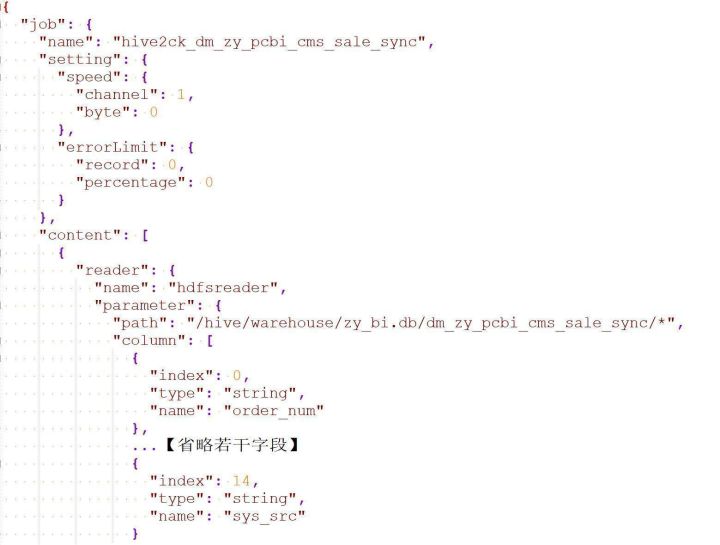 {
"job": {
"name": "hive2ck_dm_zy_pcbi_cms_sale_sync",
"setting": {
"speed": {
"channel": 1,
"byte": 0
},
"errorLimit": {
"record": 0,
"percentage": 0
}
},
"content": [
{
"reader": {
"name": "hdfsreader",
"parameter": {
"path": "/hive/warehouse/zy_bi.db/dm_zy_pcbi_cms_sale_sync/*",
"column": [
{
"index": 0,
"type": "string",
"name": "order_num"
},
...【省略若干字段】
{
"index": 14,
"type": "string",
"name": "sys_src"
}